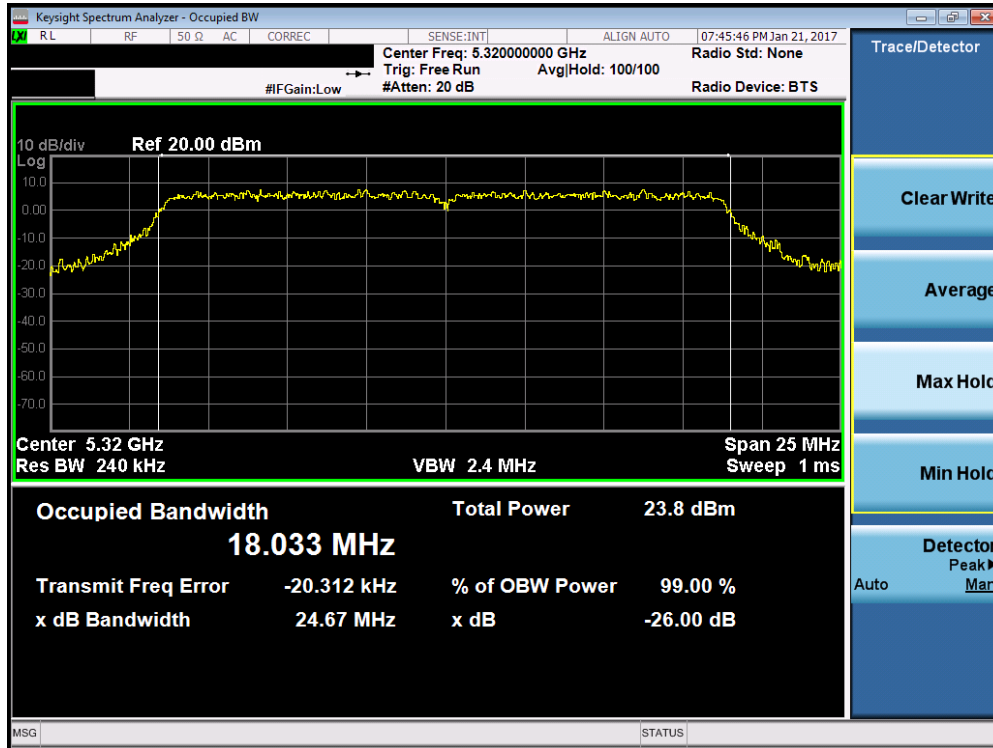 Keysight Spectrum Analyzer - Occupied BW
LXI RL RF 50 Ω AC CORREC SENSE:INT ALIGN AUTO 07:45:46 PM Jan 21, 2017
Center Freq: 5.320000000 GHz Radio Std: None
Trig: Free Run Avg|Hold: 100/100
#IFGain:Low #Atten: 20 dB Radio Device: BTS
Trace/Detector
10 dB/div Ref 20.00 dBm
Log
10.0
0.00
-10.0
-20.0
-30.0
-40.0
-50.0
-60.0
-70.0
Center 5.32 GHz Span 25 MHz
Res BW 240 kHz VBW 2.4 MHz Sweep 1 ms
Occupied Bandwidth Total Power 23.8 dBm
18.033 MHz
Transmit Freq Error -20.312 kHz % of OBW Power 99.00 %
x dB Bandwidth 24.67 MHz x dB -26.00 dB
Clear Write
Average
Max Hold
Min Hold
Detector
Peak
Auto Man
MSG STATUS